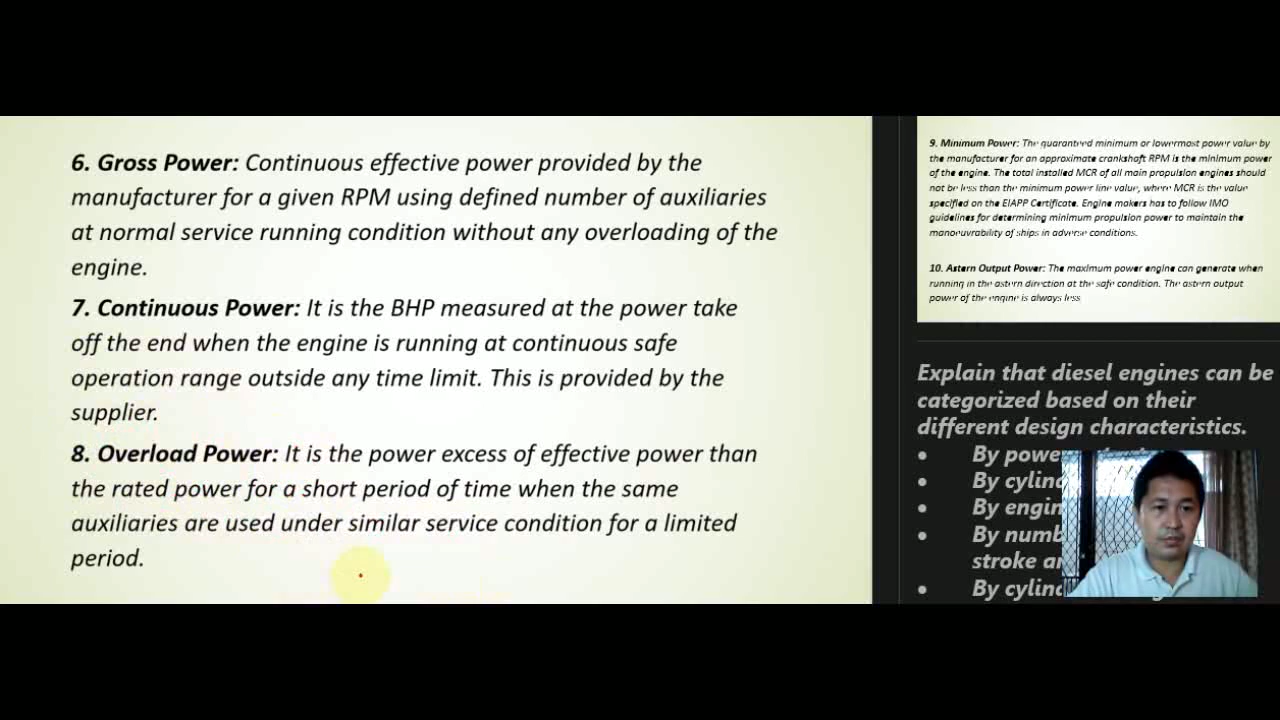 6. Gross Power: Continuous effective power provided by the
manufacturer for a given RPM using defined number of auxiliaries
at normal service running condition without any overloading of the
engine.
7. Continuous Power: It is the BHP measured at the power take
off the end when the engine is running at continuous safe
operation range outside any time limit. This is provided by the
supplier.
8. Overload Power: It is the power excess of effective power than
the rated power for a short period of time when the same
auxiliaries are used under similar service condition for a limited
period.
9. Minimum Power: The guaranteed minimum or lowermost power value by
the manufacturer for an approximate crankshaft RPM is the minimum power
of the engine. The total installed MCR of all main propulsion engines should
not be less than the minimum power line value, where MCR is the value
specified on the EIAPP Certificate. Engine makers has to follow IMO
guidelines for determining minimum propulsion power to maintain the
manoeuvrability of ships in adverse conditions.
10. Astern Output Power: The maximum power engine can generate when
running in the astern direction at the safe condition. The astern output
power of the engine is always less
Explain that diesel engines can be
categorized based on their
different design characteristics.
• By power
• By
• By
• By
stroke
• By